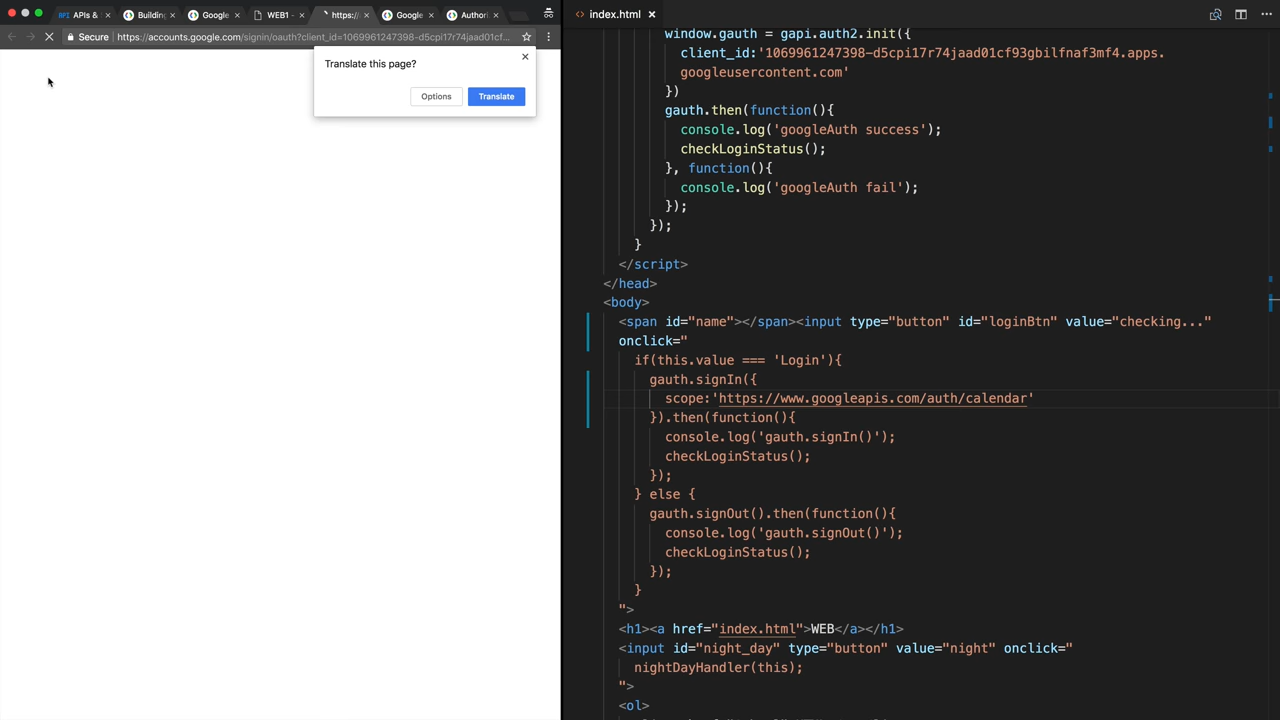 APIs &
Building
Google
WEB1 -
https://
Google
Authori
Secure
https://accounts.google.com/signin/oauth?client_id=1069961247398-d5cpi17r74jaad01cf...
Translate this page?
Options
Translate
index.html
window.gauth = gapi.auth2.init({
client_id:'1069961247398-d5cpi17r74jaad01cf93gbilfnaf3mf4.apps.
googleusercontent.com'
})
gauth.then(function(){
console.log('googleAuth success');
checkLoginStatus();
}, function(){
console.log('googleAuth fail');
});
});
}
</script>
</head>
<body>
<span id="name"></span><input type="button" id="loginBtn" value="checking..."
onclick="
if(this.value === 'Login'){
gauth.signIn({
scope:'https://www.googleapis.com/auth/calendar'
}).then(function(){
console.log('gauth.signIn()');
checkLoginStatus();
});
} else {
gauth.signOut().then(function(){
console.log('gauth.signOut()');
checkLoginStatus();
});
}
">
<h1><a href="index.html">WEB</a></h1>
<input id="night_day" type="button" value="night" onclick="
nightDayHandler(this);
">
<ol>